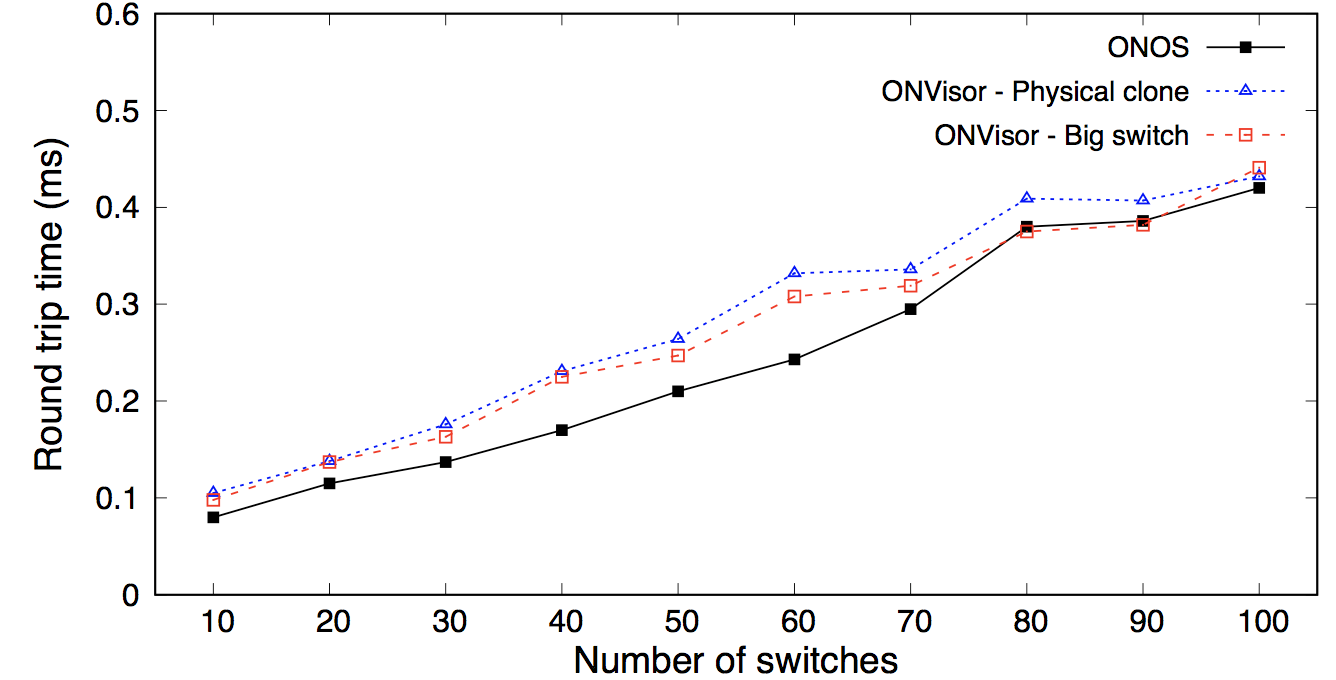 0.6
0.5
0.4
0.3
0.2
0.1
0
Round trip time (ms)
ONOS
ONVisor - Physical clone
ONVisor - Big switch
10 20 30 40 50 60 70 80 90 100
Number of switches